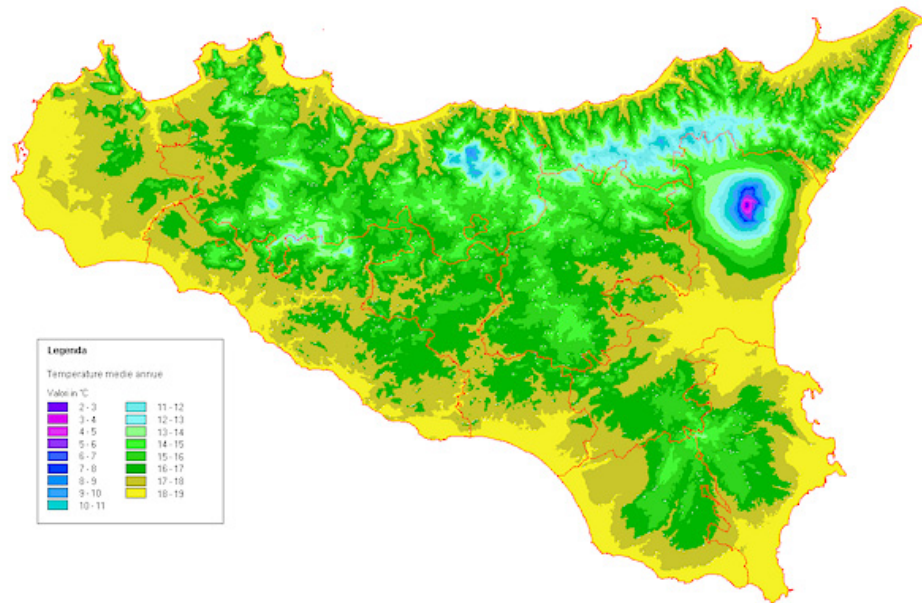 Legenda
Temperature medie annue
Valori in °C
2 - 3
3 - 4
4 - 5
5 - 6
6 - 7
7 - 8
8 - 9
9 - 10
10 - 11
11 - 12
12 - 13
13 - 14
14 - 15
15 - 16
16 - 17
17 - 18
18 - 19